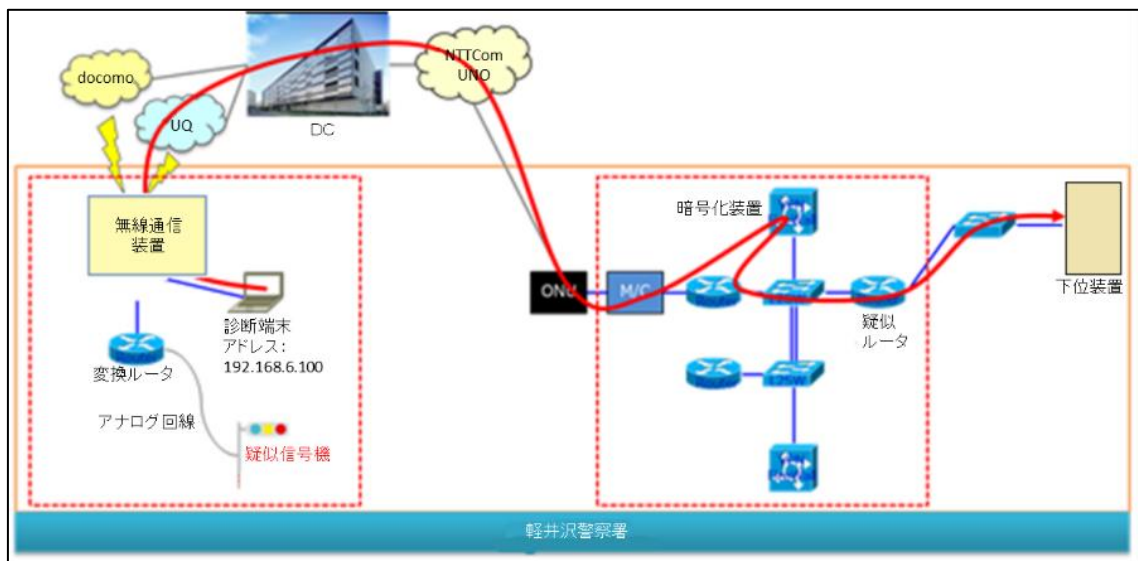 docomo
UQ
DC
NTTCom
UNO
無線通信
装置
診断端末
アドレス：
192.168.6.100
変換ルータ
アナログ回線
疑似信号機
ONU
M/C
暗号化装置
疑似
ルータ
L2SW
下位装置
軽井沢警察署